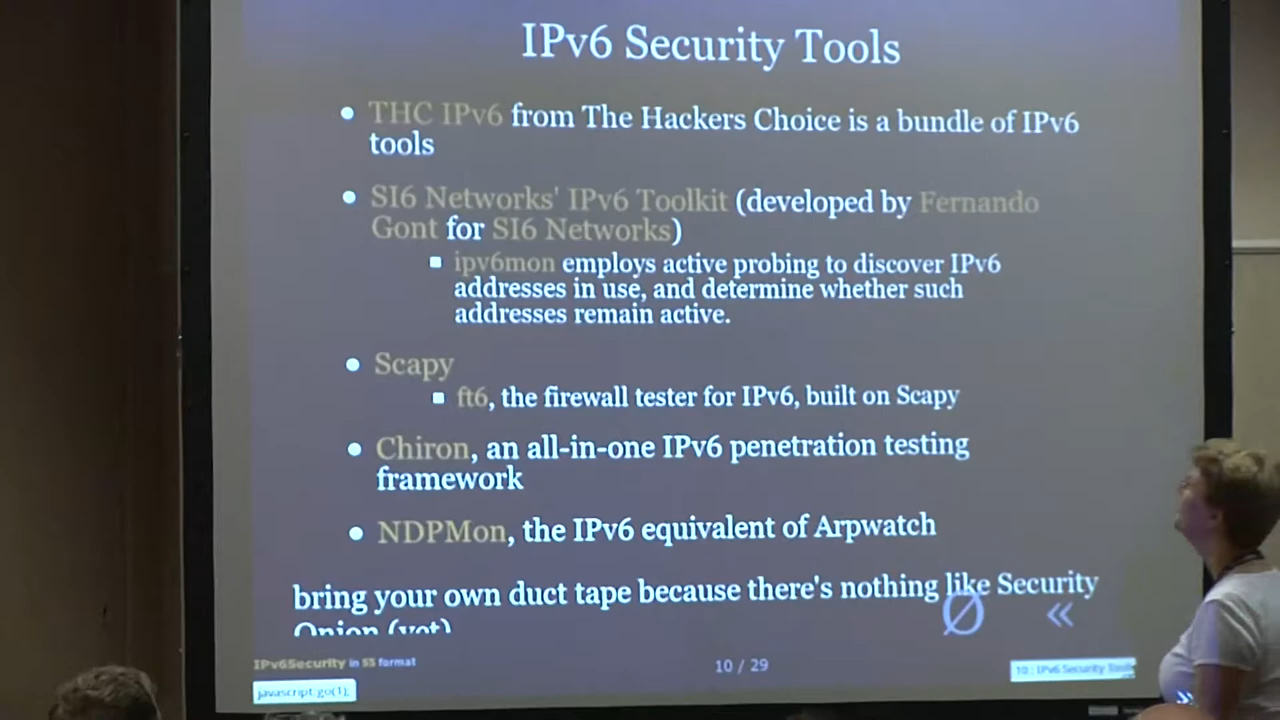 IPv6 Security Tools
• THC IPv6 from The Hackers Choice is a bundle of IPv6
tools
• SI6 Networks' IPv6 Toolkit (developed by Fernando
Gont for SI6 Networks)
▪ ipv6mon employs active probing to discover IPv6
addresses in use, and determine whether such
addresses remain active.
• Scapy
▪ ft6, the firewall tester for IPv6, built on Scapy
• Chiron, an all-in-one IPv6 penetration testing
framework
• NDPMon, the IPv6 equivalent of Arpwatch
bring your own duct tape because there's nothing like Security
Onion (yet)
Ø «
IPv6Security in S5 format
10 / 29
10 : IPv6 Security Tools
javascript:go(1);
»